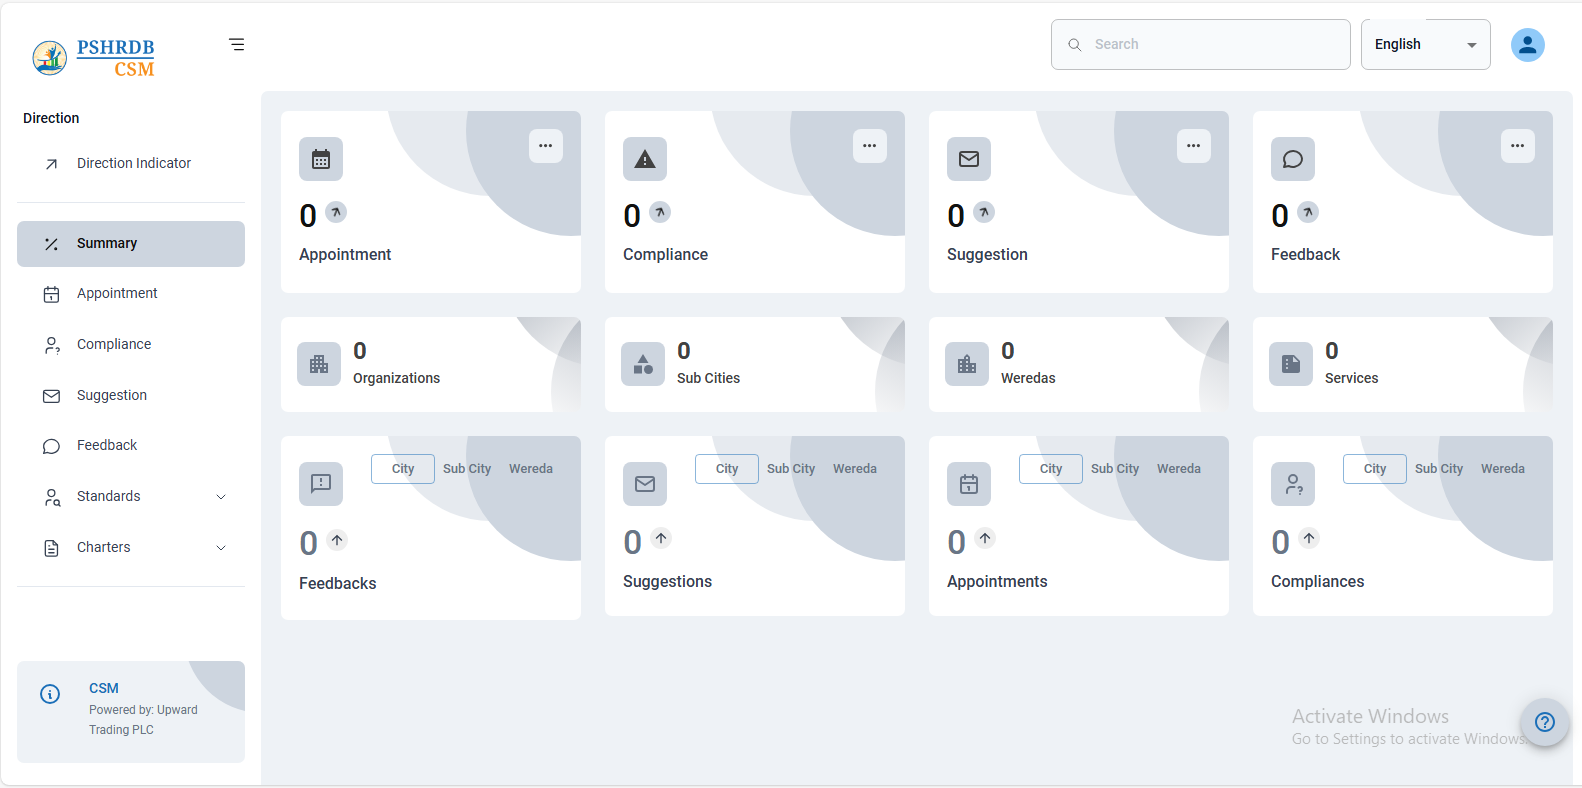 PSHRDB
CSM
Search
English
Direction
Direction Indicator
Summary
Appointment
Compliance
Suggestion
Feedback
Standards
Charters
CSM
Powered by: Upward
Trading PLC
0
Appointment
0
Compliance
0
Suggestion
0
Feedback
0
Organizations
0
Sub Cities
0
Weredas
0
Services
City Sub City Wereda
0
Feedbacks
City Sub City Wereda
0
Suggestions
City Sub City Wereda
0
Appointments
City Sub City Wereda
0
Compliances
Activate Windows
Go to Settings to activate Windows.